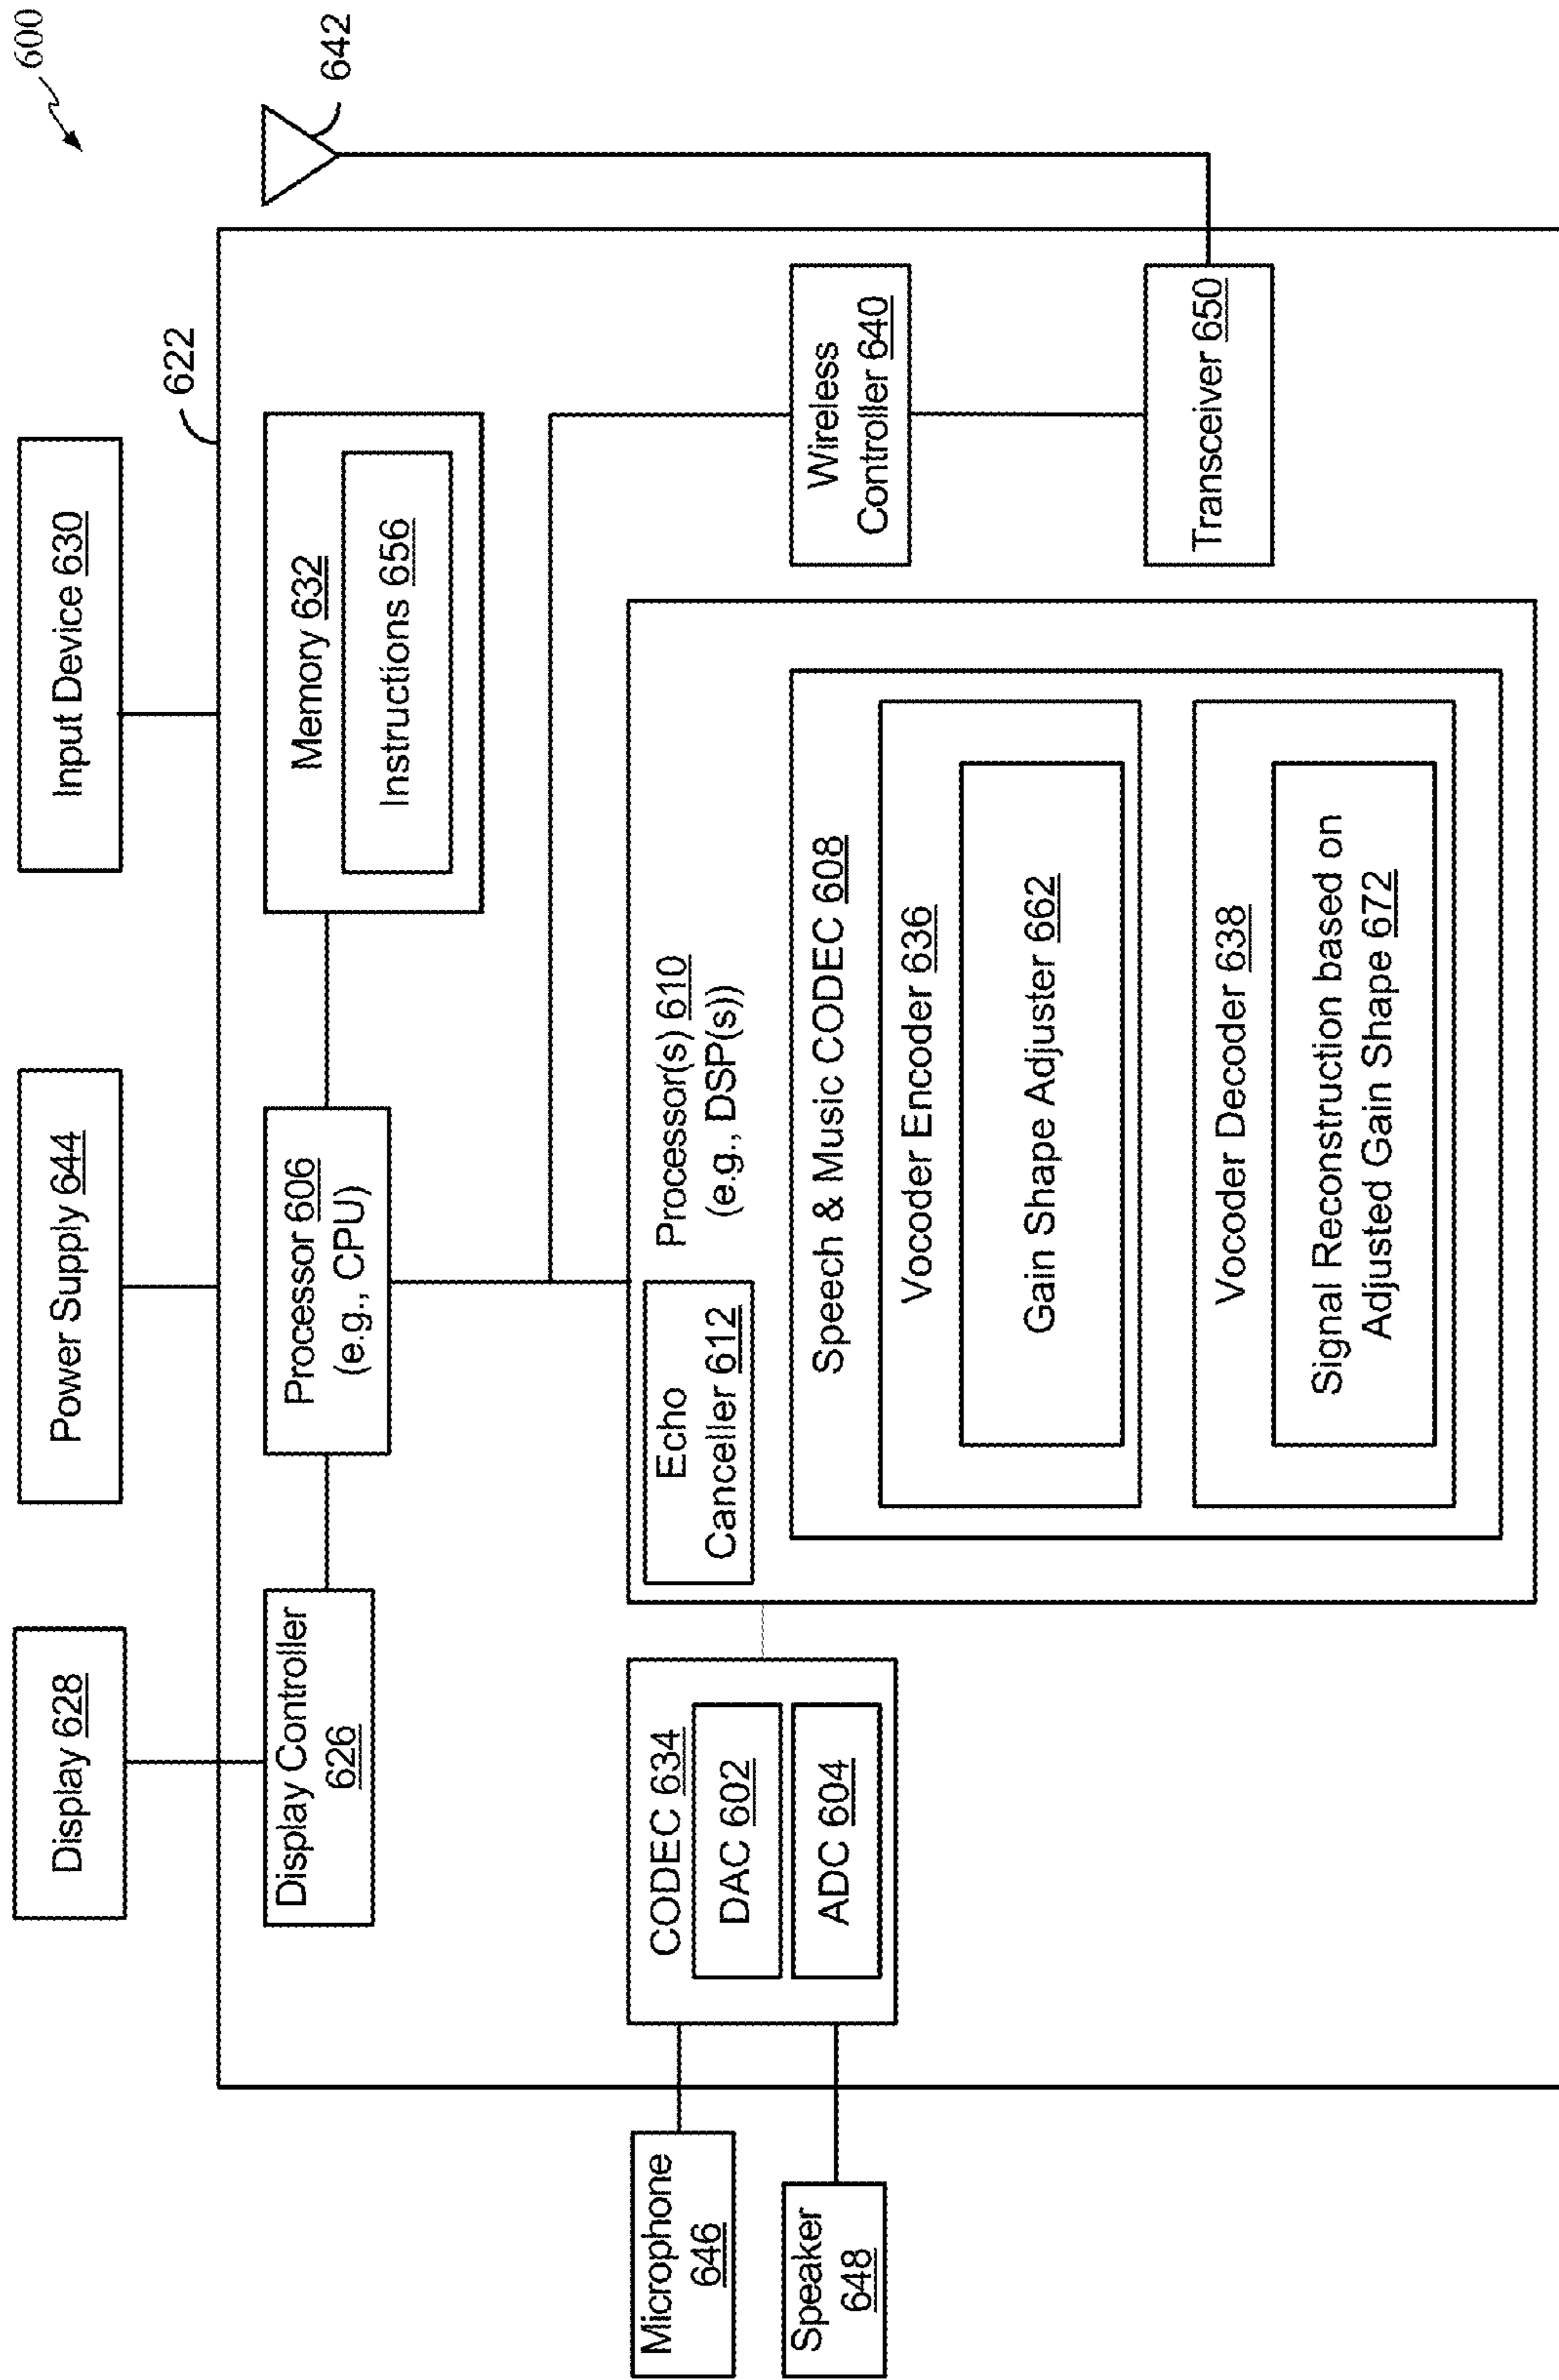 600
Display 628
Power Supply 644
Input Device 630
622
642
Display Controller
626
Processor 606
(e.g., CPU)
Memory 632
Instructions 656
Microphone
646
Speaker
648
CODEC 634
DAC 602
ADC 604
Echo
Canceller 612
Processor(s) 610
(e.g., DSP(s))
Speech & Music CODEC 608
Vocoder Encoder 636
Gain Shape Adjuster 662
Vocoder Decoder 638
Signal Reconstruction based on
Adjusted Gain Shape 672
Wireless
Controller 640
Transceiver 650